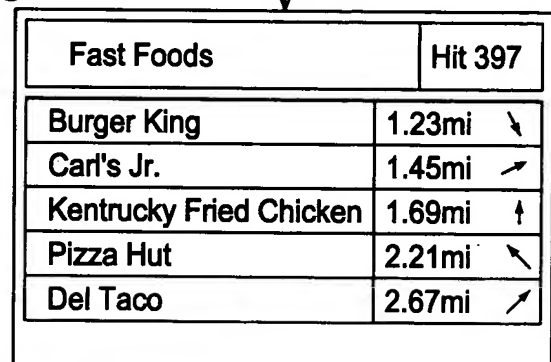 Fast Foods Hit 397
Burger King 1.23mi
Carl's Jr. 1.45mi
Kentrucky Fried Chicken 1.69mi
Pizza Hut 2.21mi
Del Taco 2.67mi